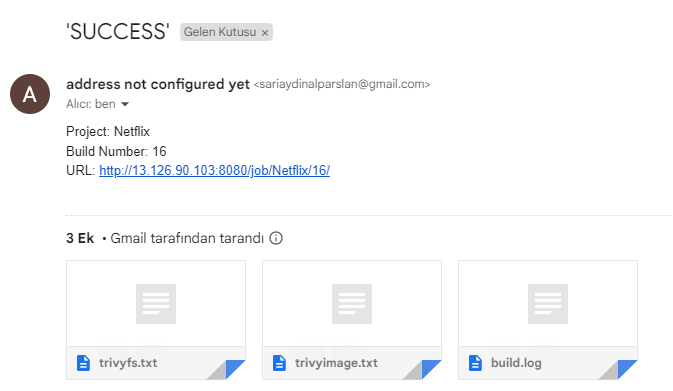 'SUCCESS' Gelen Kutusu ×
A
address not configured yet <sariaydinalparslan@gmail.com>
Alıcı: ben
Project: Netflix
Build Number: 16
URL: http://13.126.90.103:8080/job/Netflix/16/
3 Ek • Gmail tarafından tarandı
trivyfs.txt
trivyimage.txt
build.log